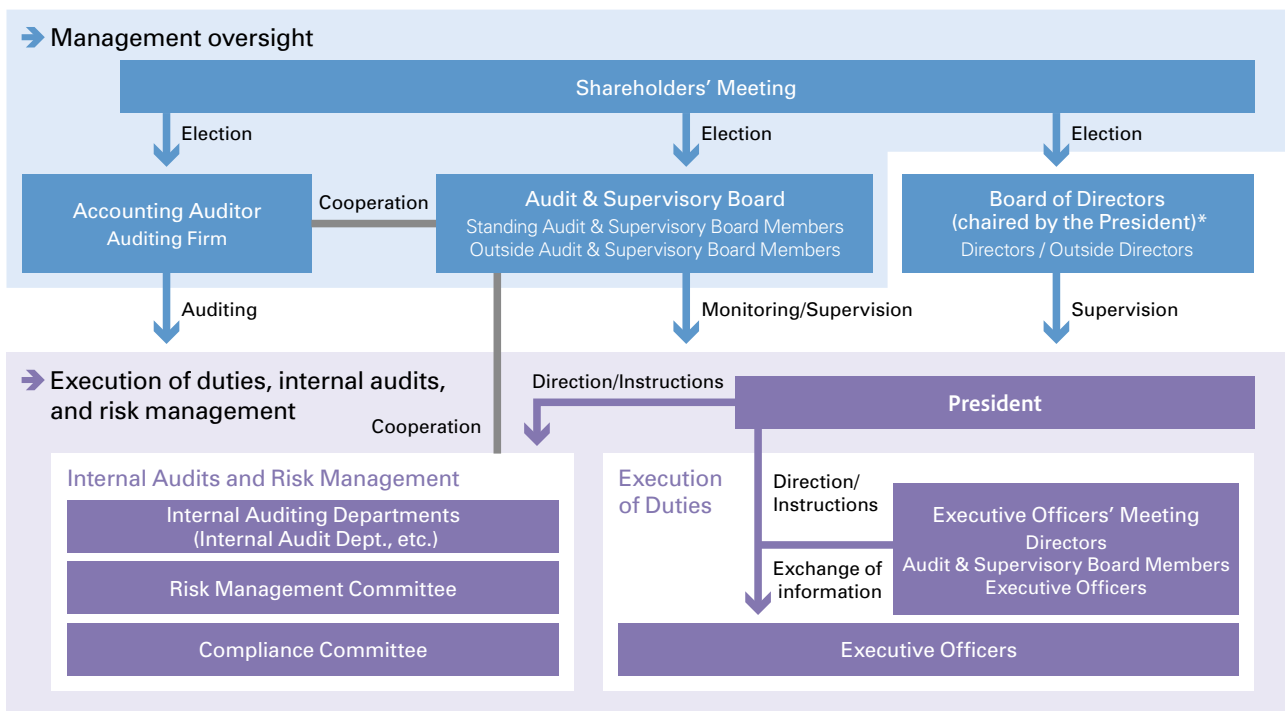 Management oversight
Shareholders’ Meeting
Election
Election
Election
Accounting Auditor
Auditing Firm
Cooperation
Audit & Supervisory Board
Standing Audit & Supervisory Board Members
Outside Audit & Supervisory Board Members
Board of Directors
(chaired by the President)*
Directors / Outside Directors
Auditing
Monitoring/Supervision
Supervision
Execution of duties, internal audits,
and risk management
Cooperation
Direction/Instructions
President
Internal Audits and Risk Management
Internal Auditing Departments
(Internal Audit Dept., etc.)
Risk Management Committee
Compliance Committee
Execution
of Duties
Direction/
Instructions
Executive Officers’ Meeting
Directors
Audit & Supervisory Board Members
Executive Officers
Exchange of
information
Executive Officers